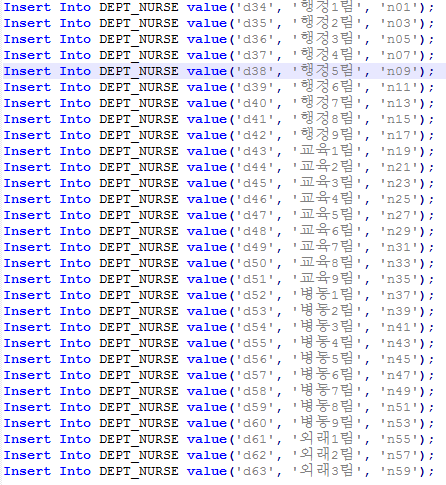 Insert Into DEPT_NURSE value('d34', '행정1팀', 'n01');
Insert Into DEPT_NURSE value('d35', '행정2팀', 'n03');
Insert Into DEPT_NURSE value('d36', '행정3팀', 'n05');
Insert Into DEPT_NURSE value('d37', '행정4팀', 'n07');
Insert Into DEPT_NURSE value('d38', '행정5팀', 'n09');
Insert Into DEPT_NURSE value('d39', '행정6팀', 'n11');
Insert Into DEPT_NURSE value('d40', '행정7팀', 'n13');
Insert Into DEPT_NURSE value('d41', '행정8팀', 'n15');
Insert Into DEPT_NURSE value('d42', '행정9팀', 'n17');
Insert Into DEPT_NURSE value('d43', '교육1팀', 'n19');
Insert Into DEPT_NURSE value('d44', '교육2팀', 'n21');
Insert Into DEPT_NURSE value('d45', '교육3팀', 'n23');
Insert Into DEPT_NURSE value('d46', '교육4팀', 'n25');
Insert Into DEPT_NURSE value('d47', '교육5팀', 'n27');
Insert Into DEPT_NURSE value('d48', '교육6팀', 'n29');
Insert Into DEPT_NURSE value('d49', '교육7팀', 'n31');
Insert Into DEPT_NURSE value('d50', '교육8팀', 'n33');
Insert Into DEPT_NURSE value('d51', '교육9팀', 'n35');
Insert Into DEPT_NURSE value('d52', '병동1팀', 'n37');
Insert Into DEPT_NURSE value('d53', '병동2팀', 'n39');
Insert Into DEPT_NURSE value('d54', '병동3팀', 'n41');
Insert Into DEPT_NURSE value('d55', '병동4팀', 'n43');
Insert Into DEPT_NURSE value('d56', '병동5팀', 'n45');
Insert Into DEPT_NURSE value('d57', '병동6팀', 'n47');
Insert Into DEPT_NURSE value('d58', '병동7팀', 'n49');
Insert Into DEPT_NURSE value('d59', '병동8팀', 'n51');
Insert Into DEPT_NURSE value('d60', '병동9팀', 'n53');
Insert Into DEPT_NURSE value('d61', '외래1팀', 'n55');
Insert Into DEPT_NURSE value('d62', '외래2팀', 'n57');
Insert Into DEPT_NURSE value('d63', '외래3팀', 'n59');